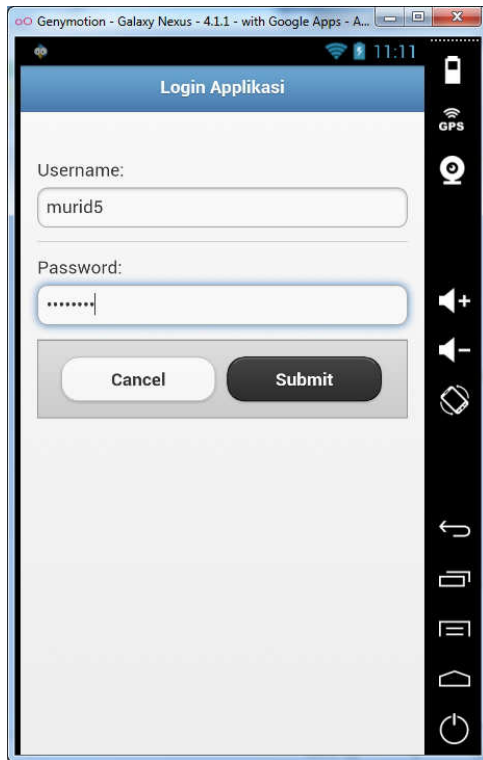 Genymotion - Galaxy Nexus - 4.1.1 - with Google Apps - A...
11:11
Login Applikasi
GPS
Username:
murid5
Password:
••••••••
Cancel
Submit